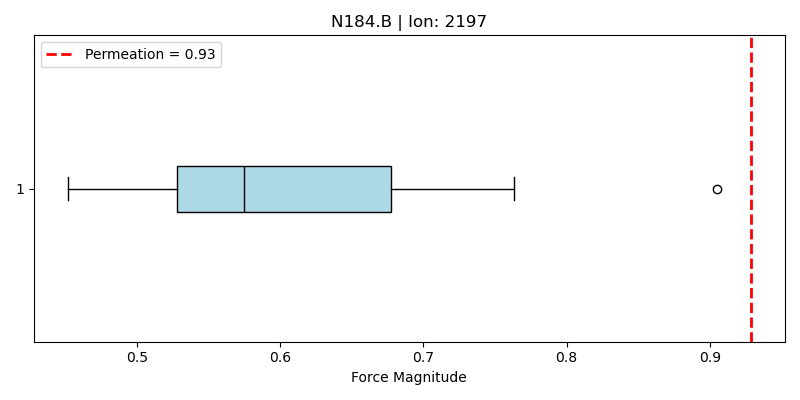 N184.B | Ion: 2197
Permeation = 0.93
1
0.5 0.6 0.7 0.8 0.9
Force Magnitude